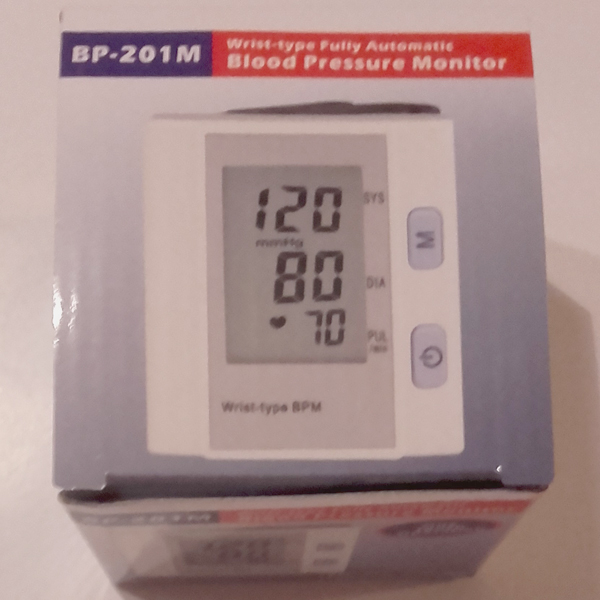 BP-201M
Wrist-type Fully Automatic
Blood Pressure Monitor
120 SYS
mmHg
80 DIA
70 PUL
M
Wrist-type BPM